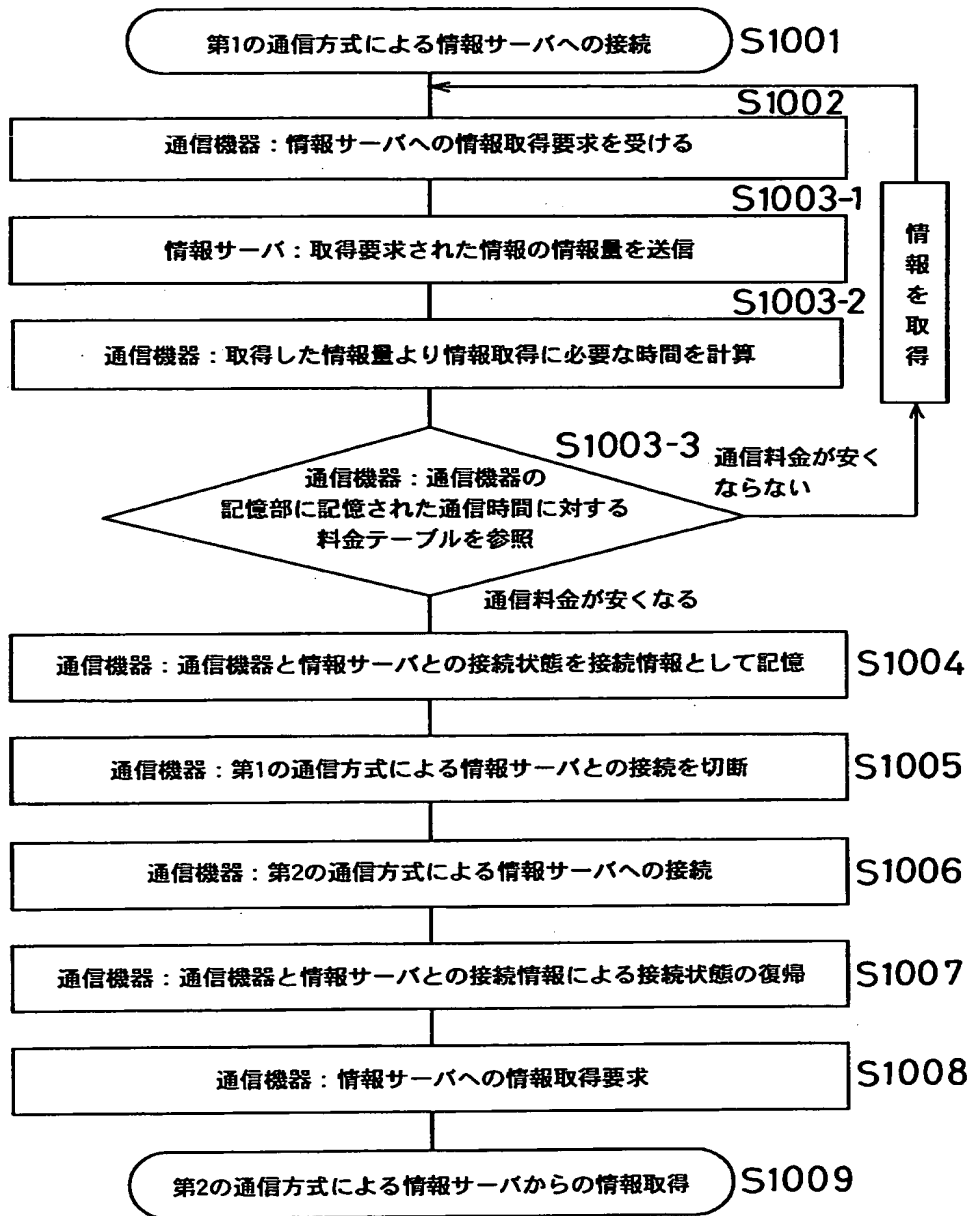 第1の通信方式による情報サーバへの接続
S1001
S1002
通信機器：情報サーバへの情報取得要求を受ける
S1003-1
情報サーバ：取得要求された情報の情報量を送信
情報を取得
S1003-2
通信機器：取得した情報量より情報取得に必要な時間を計算
S1003-3
通信機器：通信機器の
記憶部に記憶された通信時間に対する
料金テーブルを参照
通信料金が安く
ならない
通信料金が安くなる
通信機器：通信機器と情報サーバとの接続状態を接続情報として記憶
S1004
通信機器：第1の通信方式による情報サーバとの接続を切断
S1005
通信機器：第2の通信方式による情報サーバへの接続
S1006
通信機器：通信機器と情報サーバとの接続情報による接続状態の復帰
S1007
通信機器：情報サーバへの情報取得要求
S1008
第2の通信方式による情報サーバからの情報取得
S1009